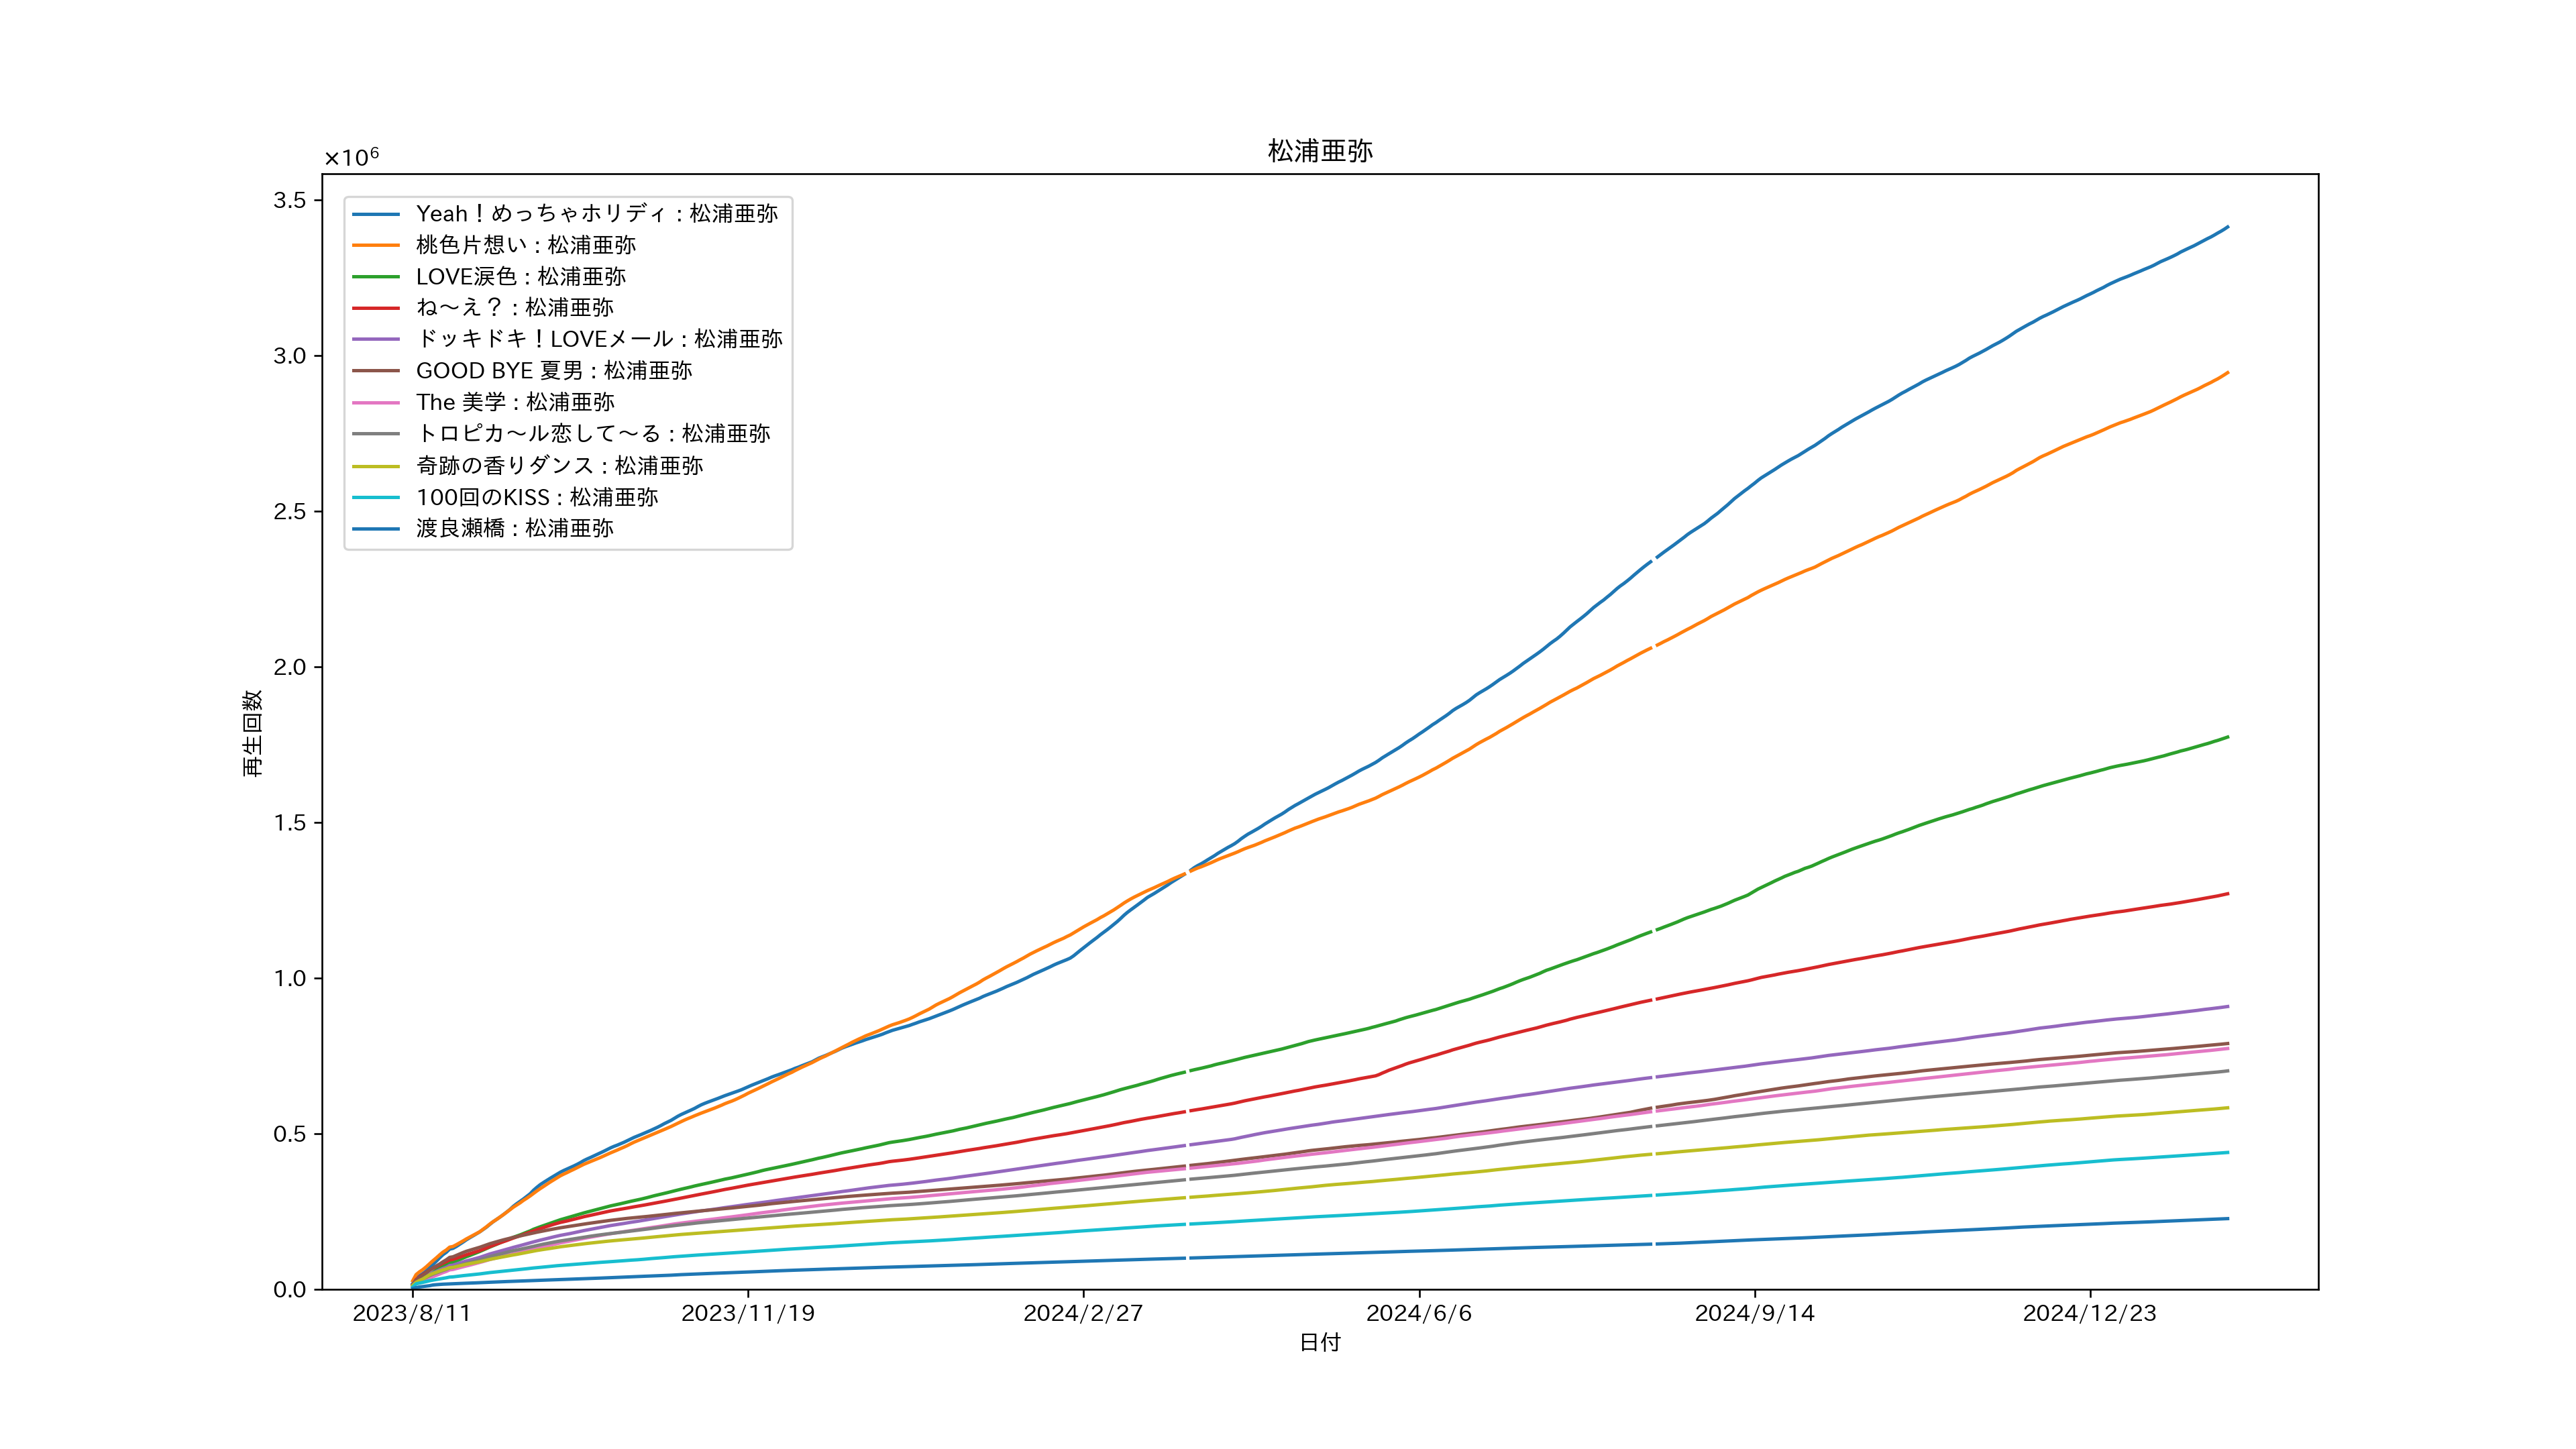 松浦亜弥
×10⁶
3.5
3.0
2.5
2.0
1.5
1.0
0.5
0.0
再生回数
Yeah！めっちゃホリディ : 松浦亜弥
桃色片想い : 松浦亜弥
LOVE涙色 : 松浦亜弥
ね〜え？ : 松浦亜弥
ドッキドキ！LOVEメール : 松浦亜弥
GOOD BYE 夏男 : 松浦亜弥
The 美学 : 松浦亜弥
トロピカ〜ル恋して〜る : 松浦亜弥
奇跡の香りダンス : 松浦亜弥
100回のKISS : 松浦亜弥
渡良瀬橋 : 松浦亜弥
2023/8/11 2023/11/19 2024/2/27 2024/6/6 2024/9/14 2024/12/23
日付